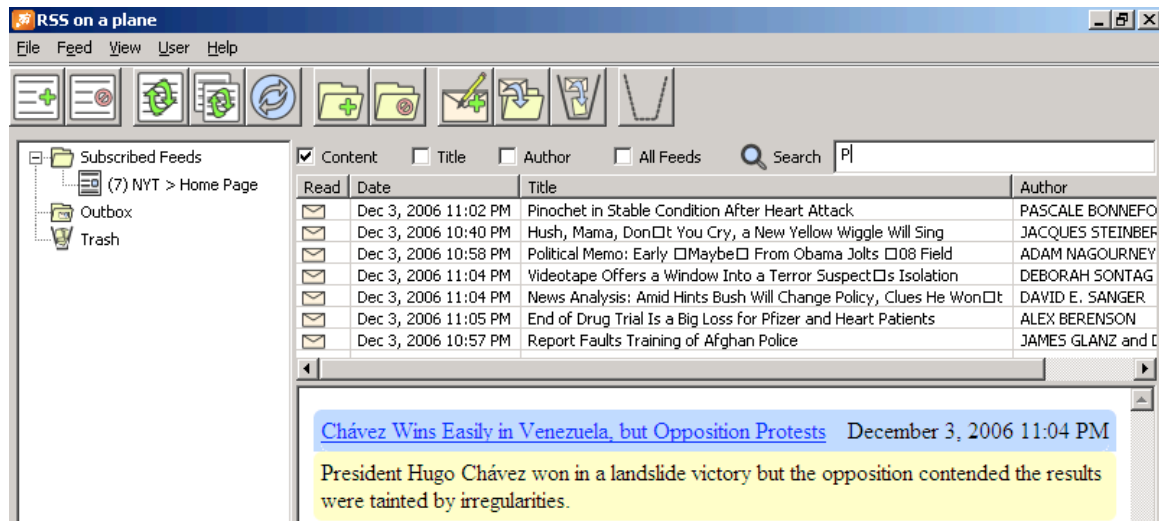 RSS on a plane
File Feed View User Help
Subscribed Feeds
(7) NYT > Home Page
Outbox
Trash
Content Title Author All Feeds Search P
Read Date Title Author
Dec 3, 2006 11:02 PM Pinochet in Stable Condition After Heart Attack PASCALE BONNEFO
Dec 3, 2006 10:40 PM Hush, Mama, Don□t You Cry, a New Yellow Wiggle Will Sing JACQUES STEINBER
Dec 3, 2006 10:58 PM Political Memo: Early □Maybe□ From Obama Jolts □08 Field ADAM NAGOURNEY
Dec 3, 2006 11:04 PM Videotape Offers a Window Into a Terror Suspect□s Isolation DEBORAH SONTAG
Dec 3, 2006 11:04 PM News Analysis: Amid Hints Bush Will Change Policy, Clues He Won□t DAVID E. SANGER
Dec 3, 2006 11:05 PM End of Drug Trial Is a Big Loss for Pfizer and Heart Patients ALEX BERENSON
Dec 3, 2006 10:57 PM Report Faults Training of Afghan Police JAMES GLANZ and D
Chávez Wins Easily in Venezuela, but Opposition Protests December 3, 2006 11:04 PM
President Hugo Chávez won in a landslide victory but the opposition contended the results
were tainted by irregularities.